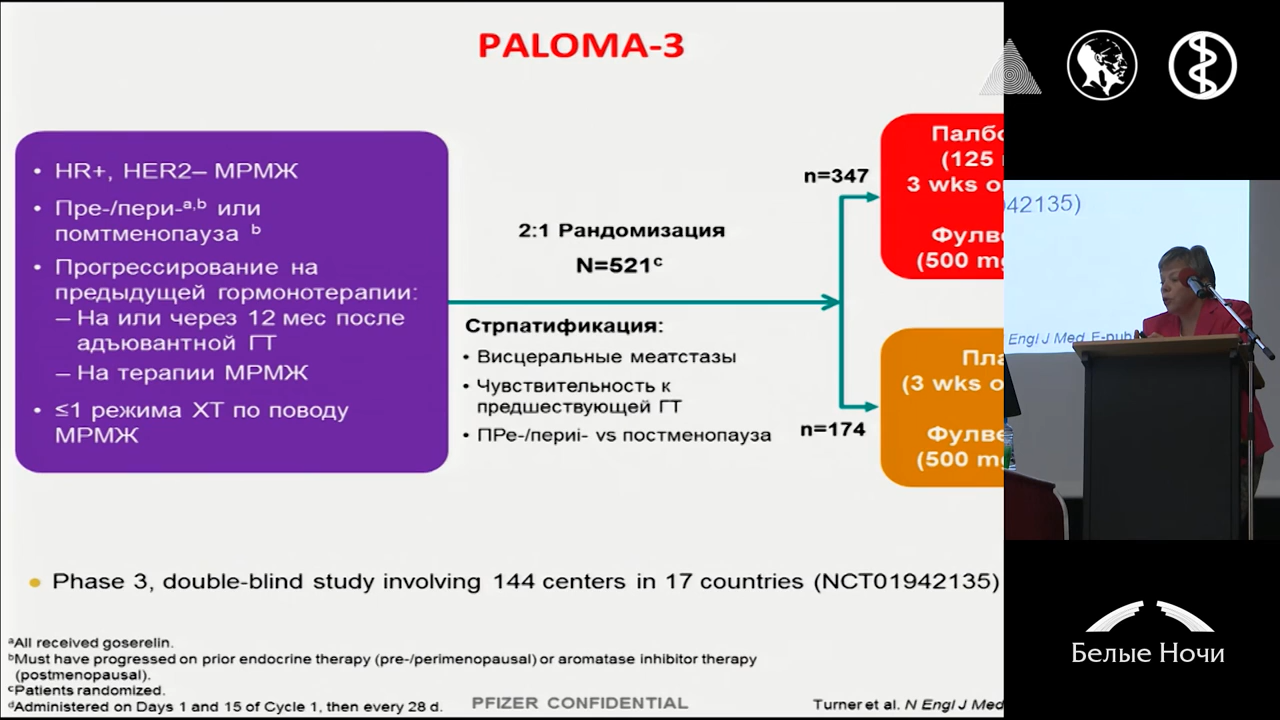 PALOMA-3
• HR+, HER2– МРМЖ
• Пре-/пери-a,b или
помтменопауза b
• Прогрессирование на
предыдущей гормонотерапии:
– На или через 12 мес после
адъювантной ГТ
– На терапии МРМЖ
• ≤1 режима ХТ по поводу
МРМЖ
2:1 Рандомизация
N=521c
Стрпатификация:
• Висцеральные меатстазы
• Чувствительность к
предшествующей ГТ
• ПРе-/периi- vs постменопауза
n=347
n=174
Палбо
(125
3 wks o
Фулве
(500 mg
Пла
(3 wks o
Фулве
(500 mg
• Phase 3, double-blind study involving 144 centers in 17 countries (NCT01942135)
aAll received goserelin.
bMust have progressed on prior endocrine therapy (pre-/perimenopausal) or aromatase inhibitor therapy
(postmenopausal).
cPatients randomized.
dAdministered on Days 1 and 15 of Cycle 1, then every 28 d.
PFIZER CONFIDENTIAL
Turner et al. N Engl J Med
942135)
Engl J Med. E-pub
Белые Ночи